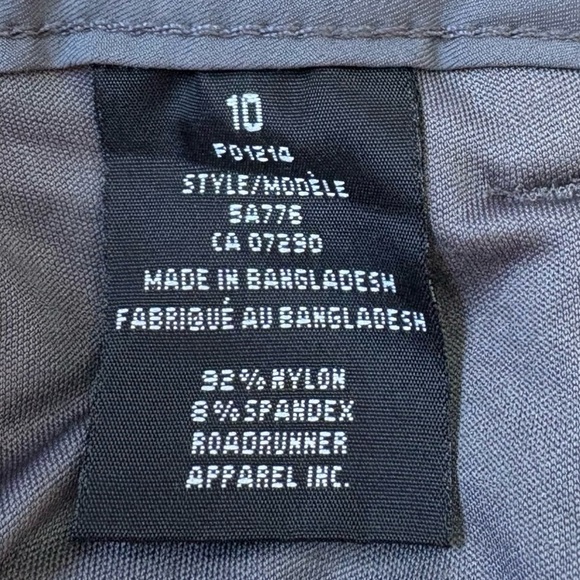 10
PO121Q
STYLE/MODÈLE
SA776
CA 07290
MADE IN BANGLADESH
FABRIQUÉ AU BANGLADESH
92% NYLON
8% SPANDEX
ROADRUNNER
APPAREL INC.